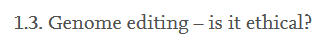 1.3. Genome editing – is it ethical?